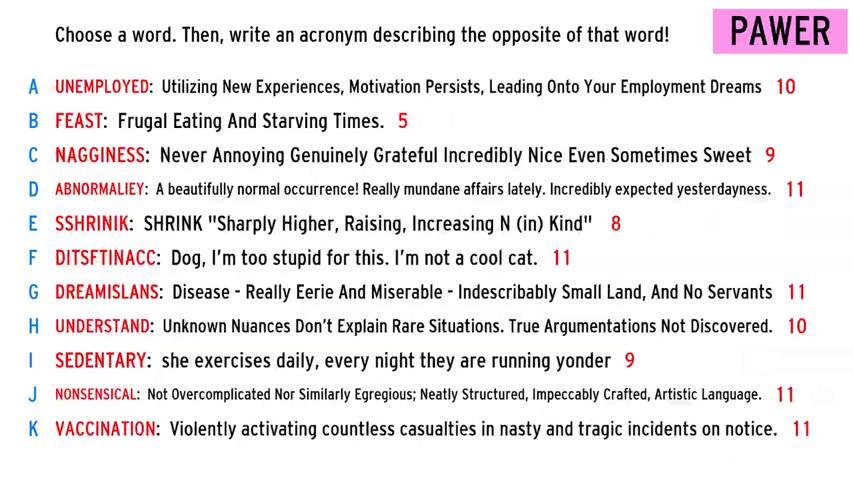 Choose a word. Then, write an acronym describing the opposite of that word!
PAWER
A UNEMPLOYED: Utilizing New Experiences, Motivation Persists, Leading Onto Your Employment Dreams 10
B FEAST: Frugal Eating And Starving Times. 5
C NAGGINESS: Never Annoying Genuinely Grateful Incredibly Nice Even Sometimes Sweet 9
D ABNORMALIEY: A beautifully normal occurrence! Really mundane affairs lately. Incredibly expected yesterdayness. 11
E SSHRINIK: SHRINK "Sharply Higher, Raising, Increasing N (in) Kind" 8
F DITSFTINACC: Dog, I'm too stupid for this. I'm not a cool cat. 11
G DREAMISLANS: Disease - Really Eerie And Miserable - Indescribably Small Land, And No Servants 11
H UNDERSTAND: Unknown Nuances Don't Explain Rare Situations. True Argumentations Not Discovered. 10
I SEDENTARY: she exercises daily, every night they are running yonder 9
J NONSENSICAL: Not Overcomplicated Nor Similarly Egregious; Neatly Structured, Impeccably Crafted, Artistic Language. 11
K VACCINATION: Violently activating countless casualties in nasty and tragic incidents on notice. 11